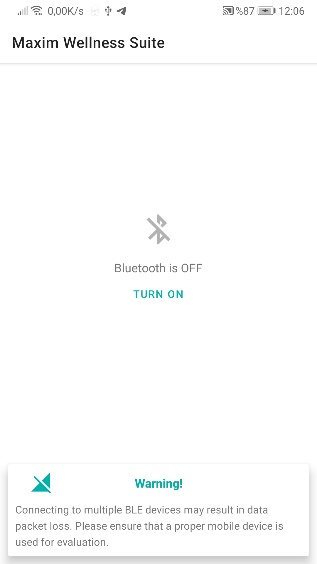 0,00K/s %87 12:06
Maxim Wellness Suite
Bluetooth is OFF
TURN ON
Warning!
Connecting to multiple BLE devices may result in data
packet loss. Please ensure that a proper mobile device is
used for evaluation.